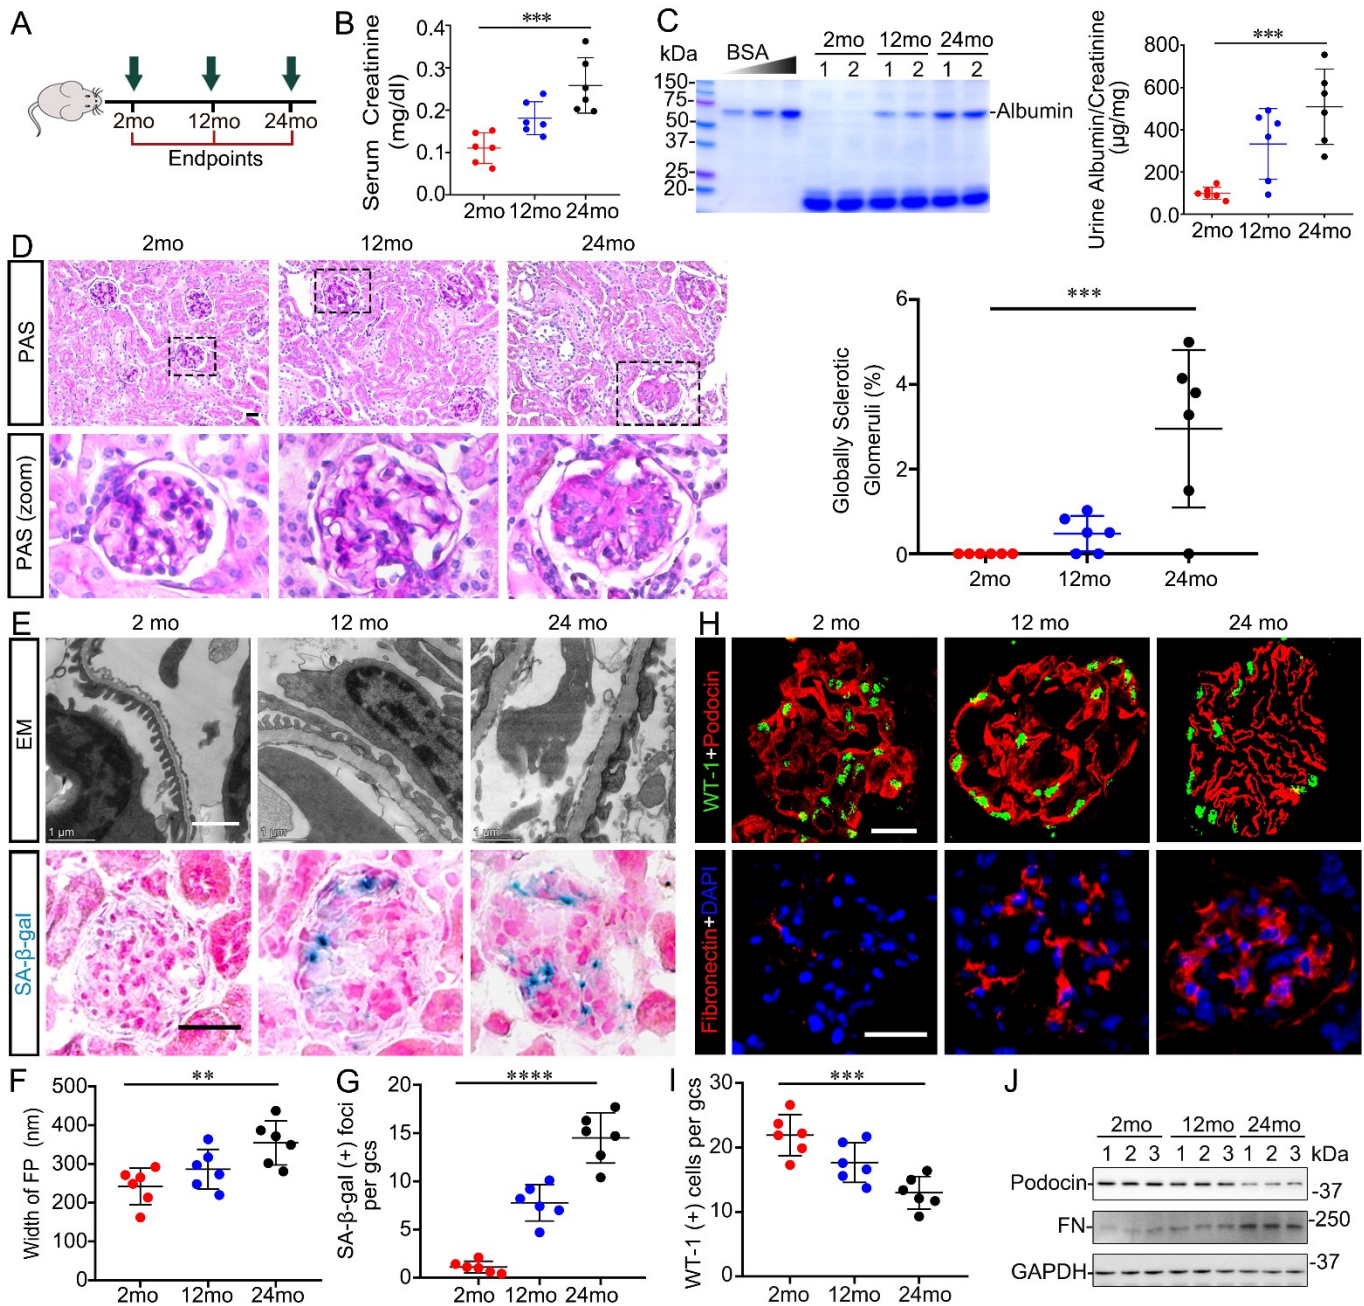 A
2mo 12mo 24mo
Endpoints
B
Serum Creatinine
(mg/dl)
0.4
0.3
0.2
0.1
0.0
***
2mo 12mo 24mo
C
kDa
BSA
2mo 12mo 24mo
1 2 1 2 1 2
150-
75-
50-
37-
25-
20-
-Albumin
Urine Albumin/Creatinine
(μg/mg)
800
600
400
200
0.0
***
2mo 12mo 24mo
D
2mo 12mo 24mo
PAS
PAS (zoom)
Globally Sclerotic
Glomeruli (%)
6
4
2
0
***
2mo 12mo 24mo
E
2 mo 12 mo 24 mo
EM
1 μm
1 μm
1 μm
SA-β-gal
H
2 mo 12 mo 24 mo
WT-1+Podocin
Fibronectin+DAPI
F
Width of FP (nm)
500
400
300
200
100
0
**
2mo 12mo 24mo
G
SA-β-gal (+) foci
per gcs
20
15
10
5
0
****
2mo 12mo 24mo
I
WT-1 (+) cells per gcs
30
20
10
0
***
2mo 12mo 24mo
J
2mo 12mo 24mo
1 2 3 1 2 3 1 2 3 kDa
Podocin- -37
FN- -250
GAPDH- -37